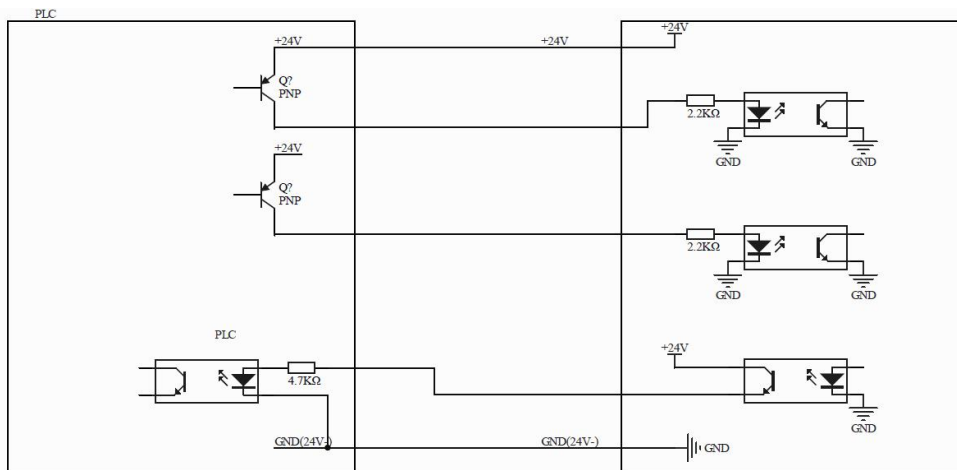 PLC
+24V
+24V
+24V
Q?
PNP
2.2KΩ
GND
GND
+24V
Q?
PNP
2.2KΩ
GND
GND
PLC
+24V
4.7KΩ
GND
GND(24V-)
GND(24V-)
GND